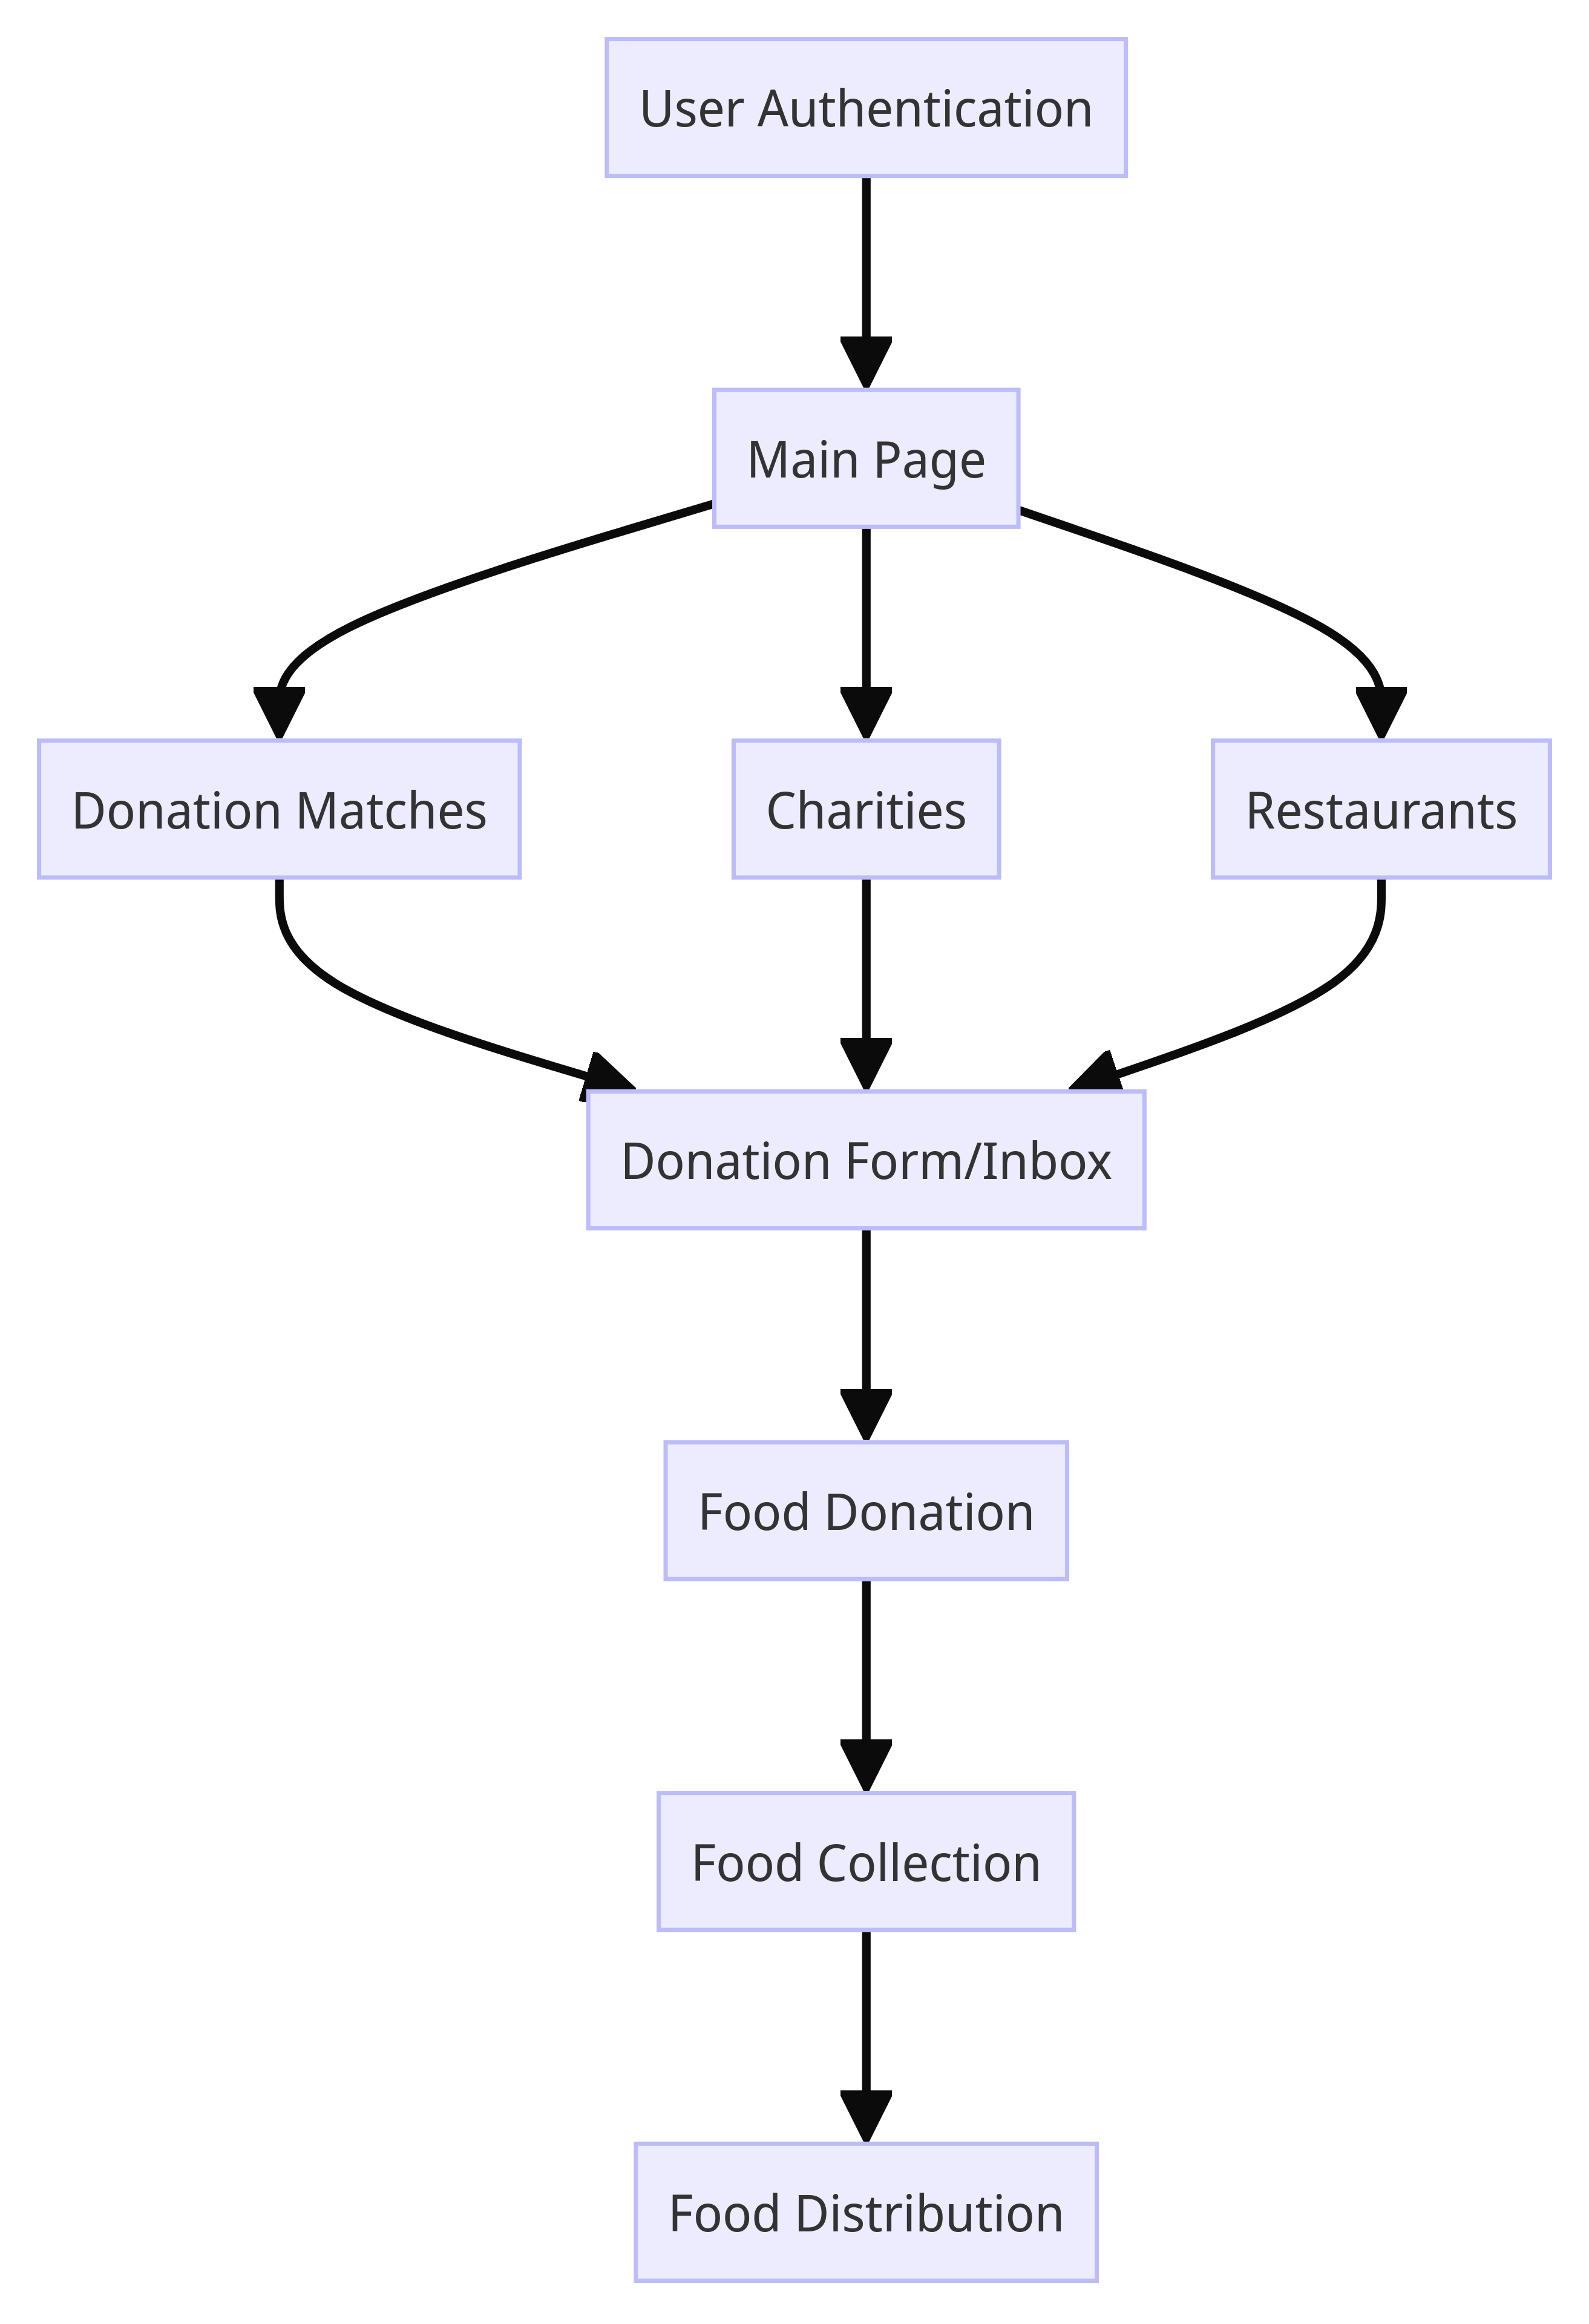 User Authentication
Main Page
Donation Matches
Charities
Restaurants
Donation Form/Inbox
Food Donation
Food Collection
Food Distribution